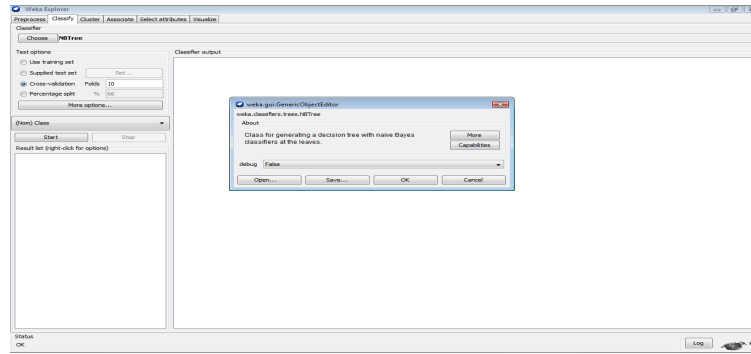 Weka Explorer
Preprocess Classify Cluster Associate Select attributes Visualize
Classifier
Choose NBTree
Test options
Use training set
Supplied test set Set...
Cross-validation Folds 10
Percentage split % 66
More options...
(Nom) Class
Start Stop
Result list (right-click for options)
Classifier output
weka.gui.GenericObjectEditor
weka.classifiers.trees.NBTree
About
Class for generating a decision tree with naive Bayes
classifiers at the leaves.
More
Capabilities
debug False
Open... Save... OK Cancel
Status
OK
Log
x